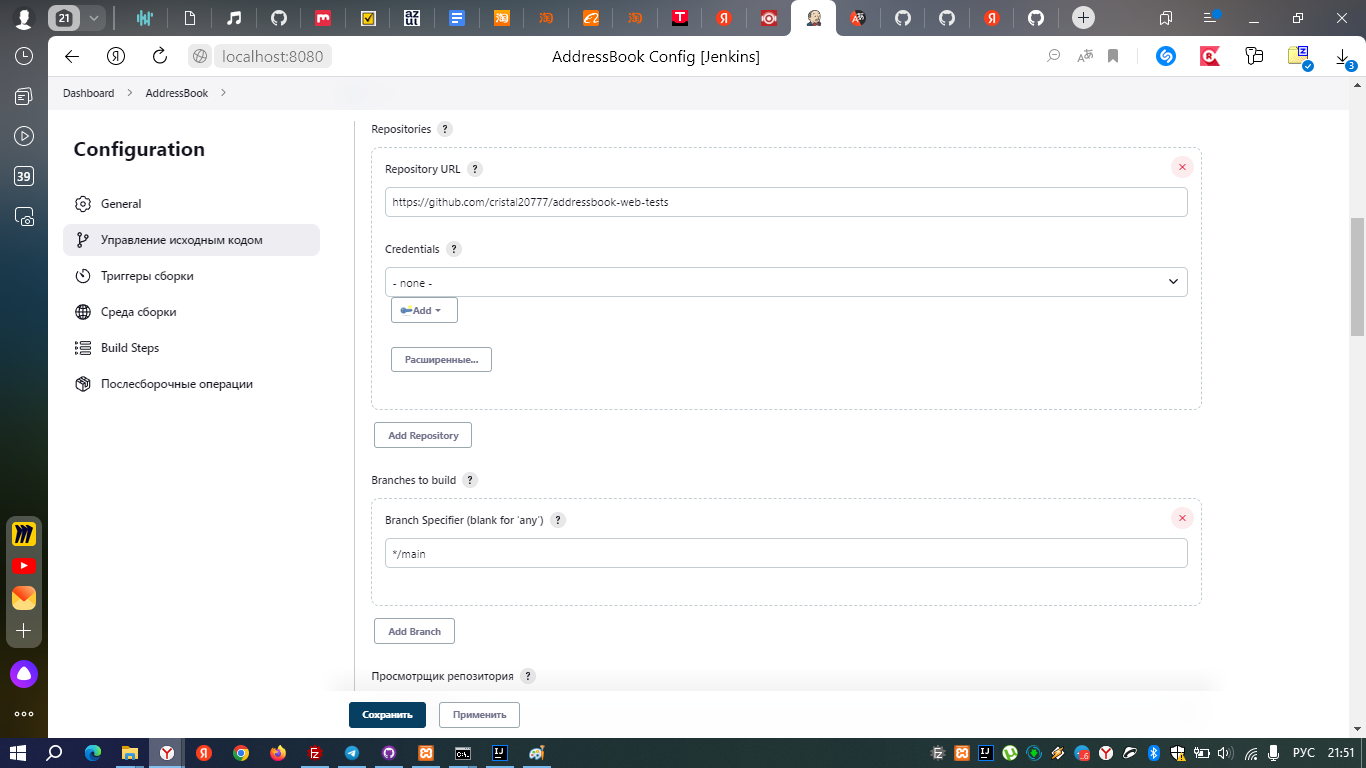 21
localhost:8080
AddressBook Config [Jenkins]
3
Dashboard
AddressBook
39
Configuration
General
Управление исходным кодом
Триггеры сборки
Среда сборки
Build Steps
Послесборочные операции
Repositories ?
Repository URL ?
https://github.com/cristal20777/addressbook-web-tests
Credentials ?
- none -
Add
Расширенные...
Add Repository
Branches to build ?
Branch Specifier (blank for 'any') ?
*/main
Add Branch
Просмотрщик репозитория ?
Сохранить
Применить
РУС
21:51